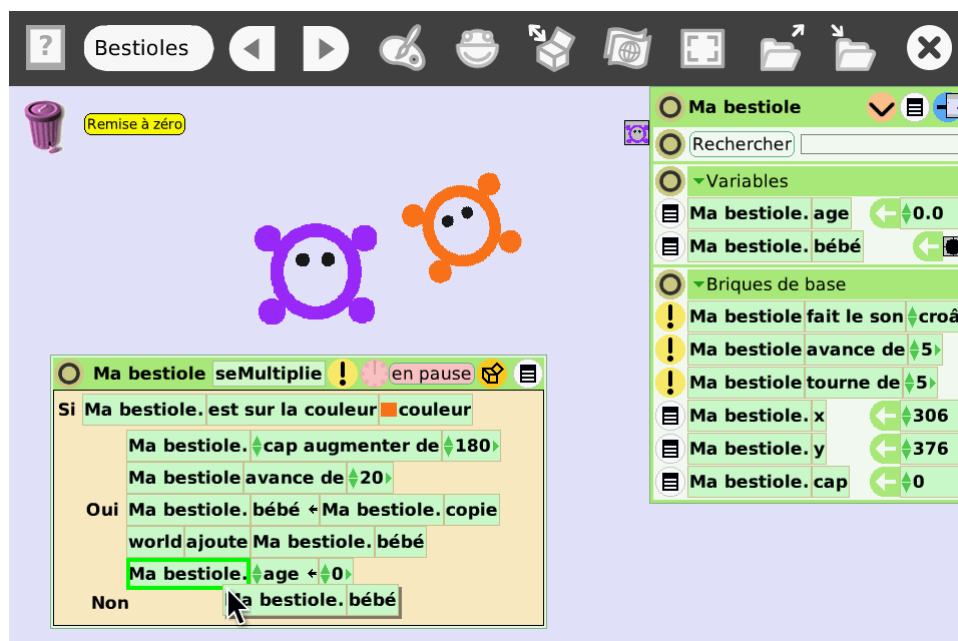 ?
Bestioles
Remise à zéro
Ma bestiole
Rechercher
Variables
Ma bestiole. age 0.0
Ma bestiole. bébé
Briques de base
Ma bestiole fait le son croâ
Ma bestiole avance de 5
Ma bestiole tourne de 5
Ma bestiole. x 306
Ma bestiole. y 376
Ma bestiole. cap 0
Ma bestiole seMultiplie ! en pause
Si Ma bestiole. est sur la couleur couleur
Ma bestiole. cap augmenter de 180
Ma bestiole avance de 20
Oui Ma bestiole. bébé ← Ma bestiole. copie
world ajoute Ma bestiole. bébé
Ma bestiole. age ← 0
Non
Ma bestiole. bébé